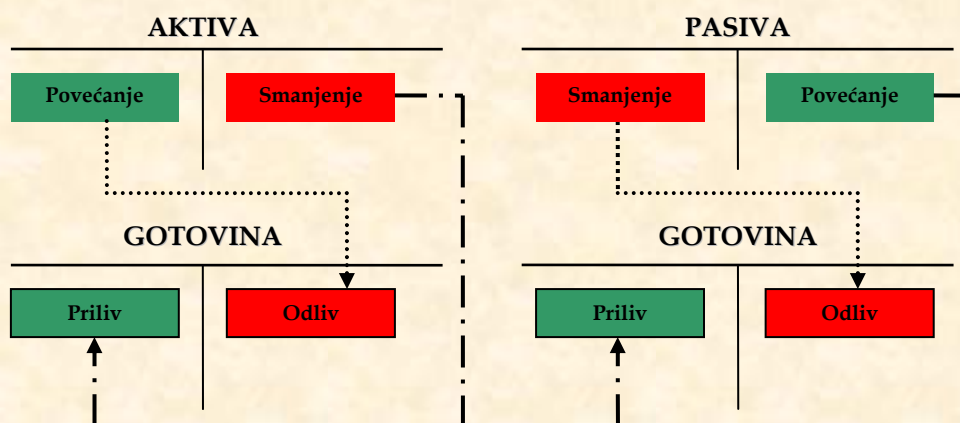 AKTIVA
PASIVA
Povećanje
Smanjenje
Smanjenje
Povećanje
GOTOVINA
GOTOVINA
Priliv
Odliv
Priliv
Odliv